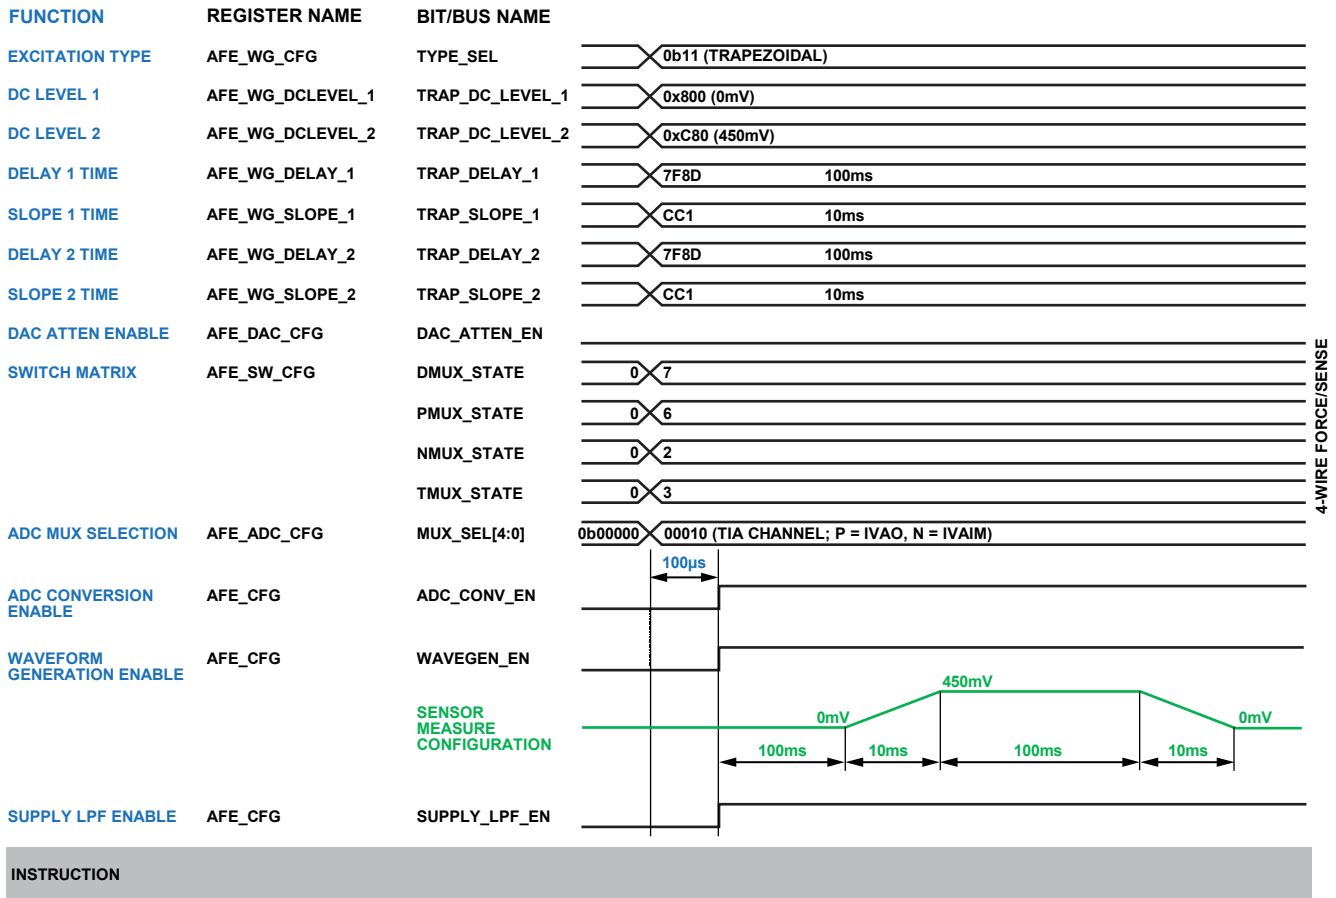 FUNCTION REGISTER NAME BIT/BUS NAME
EXCITATION TYPE AFE_WG_CFG TYPE_SEL 0b11 (TRAPEZOIDAL)
DC LEVEL 1 AFE_WG_DCLEVEL_1 TRAP_DC_LEVEL_1 0x800 (0mV)
DC LEVEL 2 AFE_WG_DCLEVEL_2 TRAP_DC_LEVEL_2 0xC80 (450mV)
DELAY 1 TIME AFE_WG_DELAY_1 TRAP_DELAY_1 7F8D 100ms
SLOPE 1 TIME AFE_WG_SLOPE_1 TRAP_SLOPE_1 CC1 10ms
DELAY 2 TIME AFE_WG_DELAY_2 TRAP_DELAY_2 7F8D 100ms
SLOPE 2 TIME AFE_WG_SLOPE_2 TRAP_SLOPE_2 CC1 10ms
DAC ATTEN ENABLE AFE_DAC_CFG DAC_ATTEN_EN
SWITCH MATRIX AFE_SW_CFG DMUX_STATE 0 7
PMUX_STATE 0 6
NMUX_STATE 0 2
TMUX_STATE 0 3
4-WIRE FORCE/SENSE
ADC MUX SELECTION AFE_ADC_CFG MUX_SEL[4:0] 0b00000 00010 (TIA CHANNEL; P = IVAO, N = IVAIM)
100µs
ADC CONVERSION AFE_CFG ADC_CONV_EN
ENABLE
WAVEFORM AFE_CFG WAVEGEN_EN
GENERATION ENABLE
450mV
SENSOR 0mV 0mV
MEASURE
CONFIGURATION 100ms 10ms 100ms 10ms
SUPPLY LPF ENABLE AFE_CFG SUPPLY_LPF_EN
INSTRUCTION